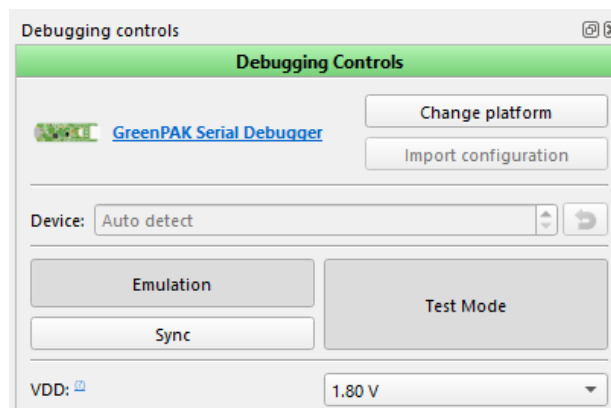 Debugging controls
Debugging Controls
GreenPAK Serial Debugger
Change platform
Import configuration
Device: Auto detect
Emulation
Test Mode
Sync
VDD: [7] 1.80 V